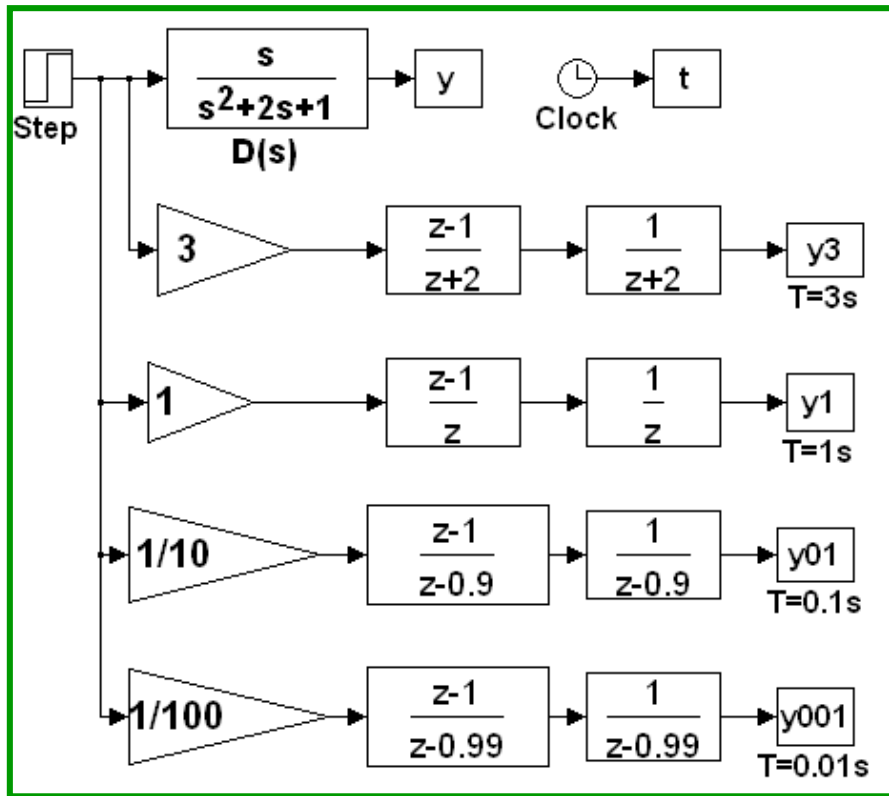 s
s²+2s+1
D(s)
y
Step
Clock
t
3
z-1
z+2
1
z+2
y3
T=3s
1
z-1
z
1
z
y1
T=1s
1/10
z-1
z-0.9
1
z-0.9
y01
T=0.1s
1/100
z-1
z-0.99
1
z-0.99
y001
T=0.01s